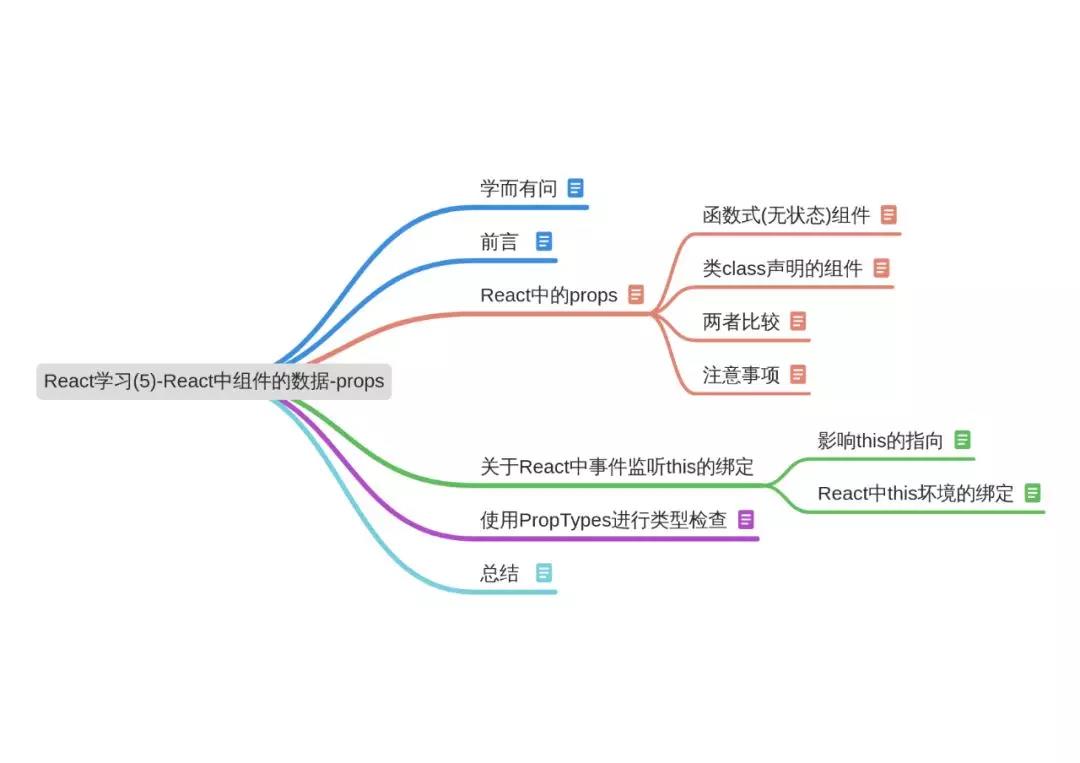 React学习(5)-React中组件的数据-props
学而有问
前言
React中的props
函数式(无状态)组件
类class声明的组件
两者比较
注意事项
关于React中事件监听this的绑定
影响this的指向
React中this坏境的绑定
使用PropTypes进行类型检查
总结